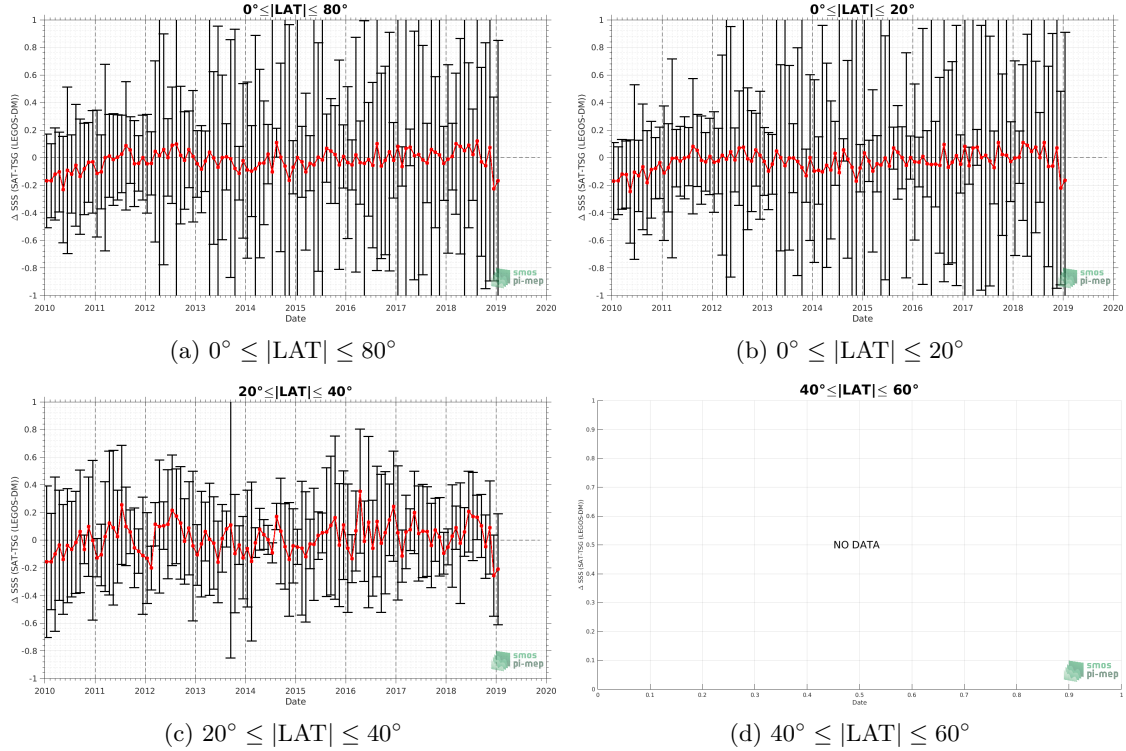 0°≤|LAT|≤ 80°
Δ SSS (SAT-TSG (LEGOS-DM))
1
0.8
0.6
0.4
0.2
0
-0.2
-0.4
-0.6
-0.8
-1
2010 2011 2012 2013 2014 2015 2016 2017 2018 2019 2020
Date
smos
pi-mep
(a) 0° ≤ |LAT| ≤ 80°
0°≤|LAT|≤ 20°
Δ SSS (SAT-TSG (LEGOS-DM))
1
0.8
0.6
0.4
0.2
0
-0.2
-0.4
-0.6
-0.8
-1
2010 2011 2012 2013 2014 2015 2016 2017 2018 2019 2020
Date
smos
pi-mep
(b) 0° ≤ |LAT| ≤ 20°
20°≤|LAT|≤ 40°
Δ SSS (SAT-TSG (LEGOS-DM))
1
0.8
0.6
0.4
0.2
0
-0.2
-0.4
-0.6
-0.8
-1
2010 2011 2012 2013 2014 2015 2016 2017 2018 2019 2020
Date
smos
pi-mep
(c) 20° ≤ |LAT| ≤ 40°
40°≤|LAT|≤ 60°
Δ SSS (SAT-TSG (LEGOS-DM))
1
0.9
0.8
0.7
0.6
0.5
0.4
0.3
0.2
0.1
0
NO DATA
0 0.1 0.2 0.3 0.4 0.5 0.6 0.7 0.8 0.9 1
Date
smos
pi-mep
(d) 40° ≤ |LAT| ≤ 60°